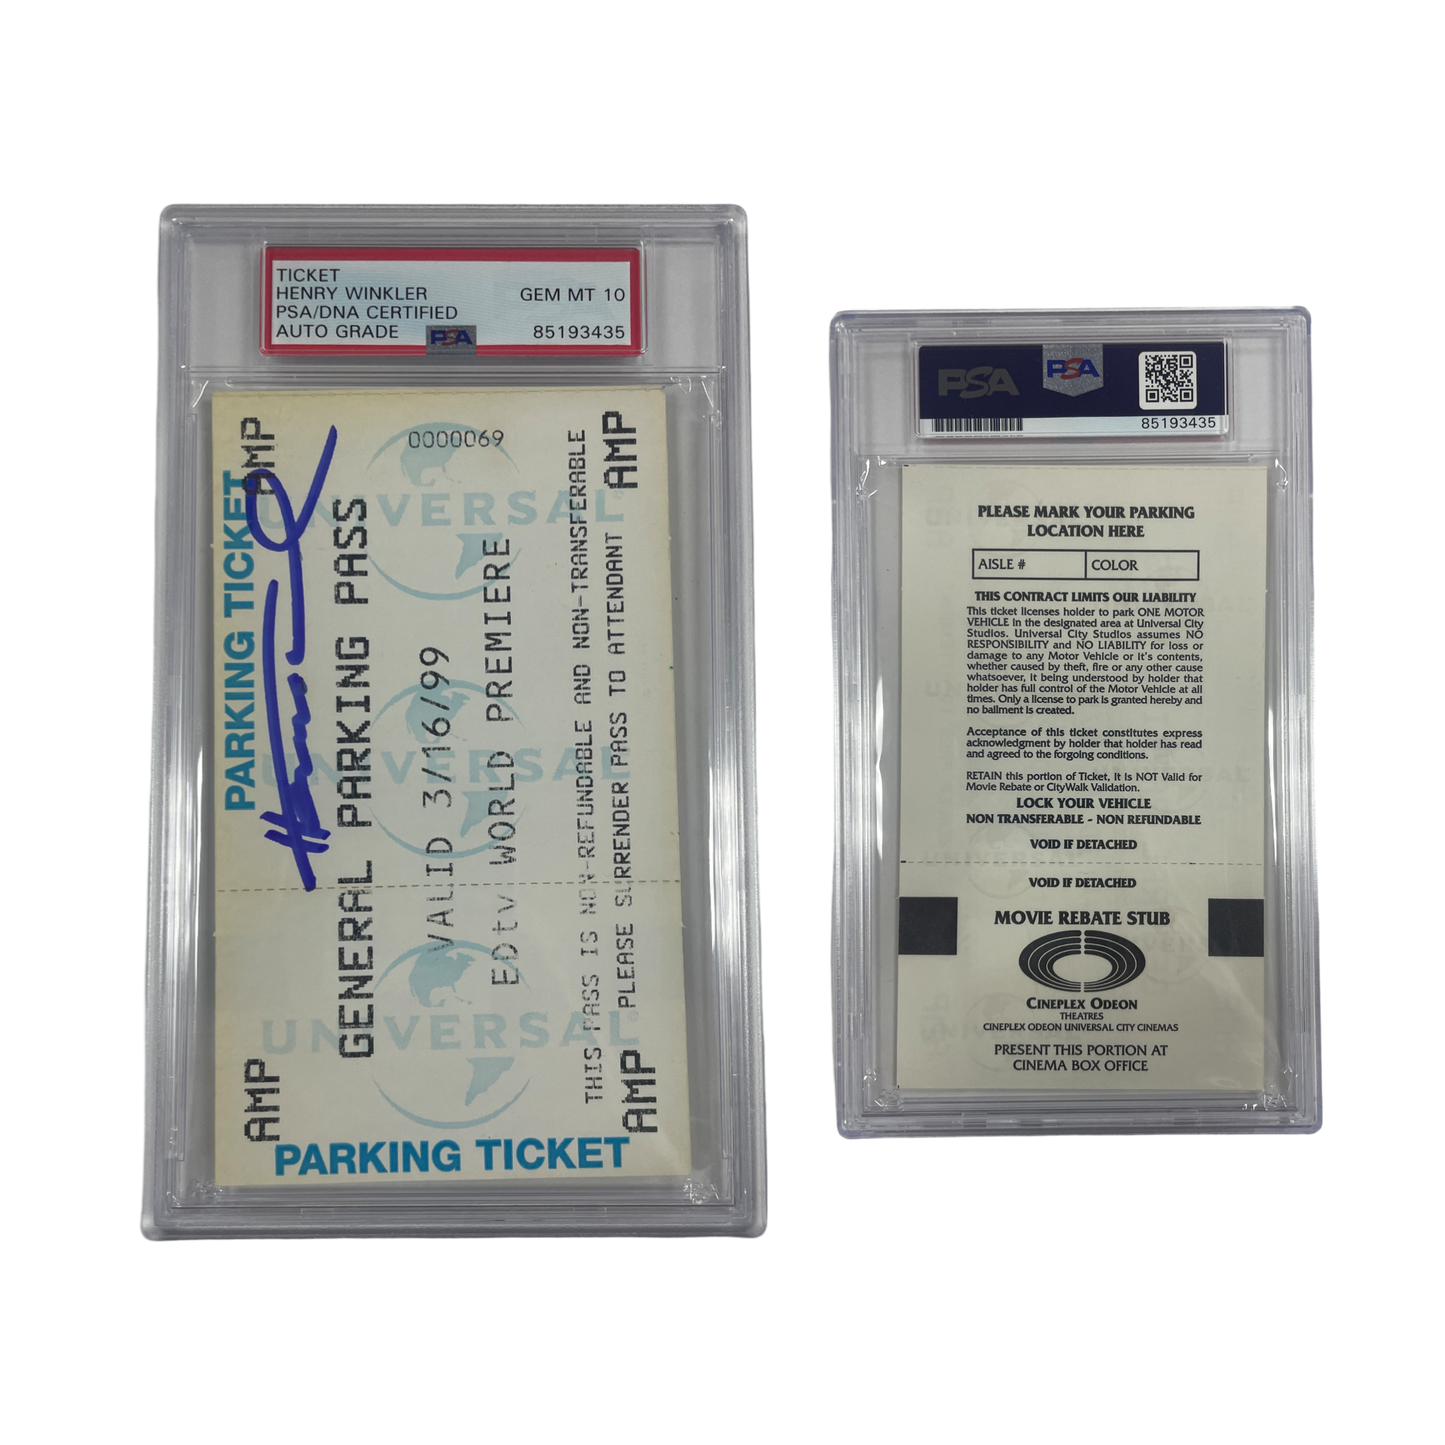 TICKET
HENRY WINKLER GEM MT 10
PSA/DNA CERTIFIED
AUTO GRADE PSA 85193435
0000069
AMP AMP
PARKING TICKET
GENERAL PARKING PASS
VALID 3/16/99
EDtv WORLD PREMIERE
THIS PASS IS NON-REFUNDABLE AND NON-TRANSFERABLE
PLEASE SURRENDER PASS TO ATTENDANT
UNIVERSAL
UNIVERSAL
UNIVERSAL
AMP AMP
PARKING TICKET
PSA PSA
85193435
PLEASE MARK YOUR PARKING
LOCATION HERE
AISLE # COLOR
THIS CONTRACT LIMITS OUR LIABILITY
This ticket licenses holder to park ONE MOTOR
VEHICLE in the designated area at Universal City
Studios. Universal City Studios assumes NO
RESPONSIBILITY and NO LIABILITY for loss or
damage to any Motor Vehicle or it's contents,
whether caused by theft, fire or any other cause
whatsoever, it being understood by holder that
holder has full control of the Motor Vehicle at all
times. Only a license to park is granted hereby and
no bailment is created.
Acceptance of this ticket constitutes express
acknowledgment by holder that holder has read
and agreed to the forgoing conditions.
RETAIN this portion of Ticket, it is NOT Valid for
Movie Rebate or CityWalk Validation.
LOCK YOUR VEHICLE
NON TRANSFERABLE - NON REFUNDABLE
VOID IF DETACHED
VOID IF DETACHED
MOVIE REBATE STUB
CINEPLEX ODEON
THEATRES
CINEPLEX ODEON UNIVERSAL CITY CINEMAS
PRESENT THIS PORTION AT
CINEMA BOX OFFICE